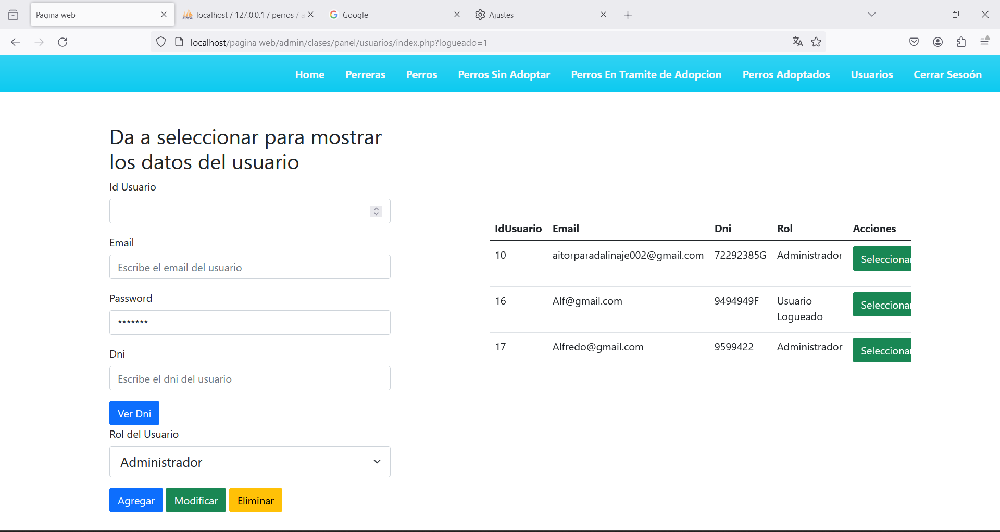 Pagina web
localhost / 127.0.0.1 / perros / a
Google
Ajustes
localhost/pagina web/admin/clases/panel/usuarios/index.php?logueado=1
Home Perreras Perros Perros Sin Adoptar Perros En Tramite de Adopcion Perros Adoptados Usuarios Cerrar Sesoón
Da a seleccionar para mostrar
los datos del usuario
Id Usuario
Email
Escribe el email del usuario
Password
*******
Dni
Escribe el dni del usuario
Ver Dni
Rol del Usuario
Administrador
Agregar Modificar Eliminar
IdUsuario Email Dni Rol Acciones
10 aitorparadalinaje002@gmail.com 72292385G Administrador Seleccionar
16 Alf@gmail.com 9494949F Usuario Logueado Seleccionar
17 Alfredo@gmail.com 9599422 Administrador Seleccionar